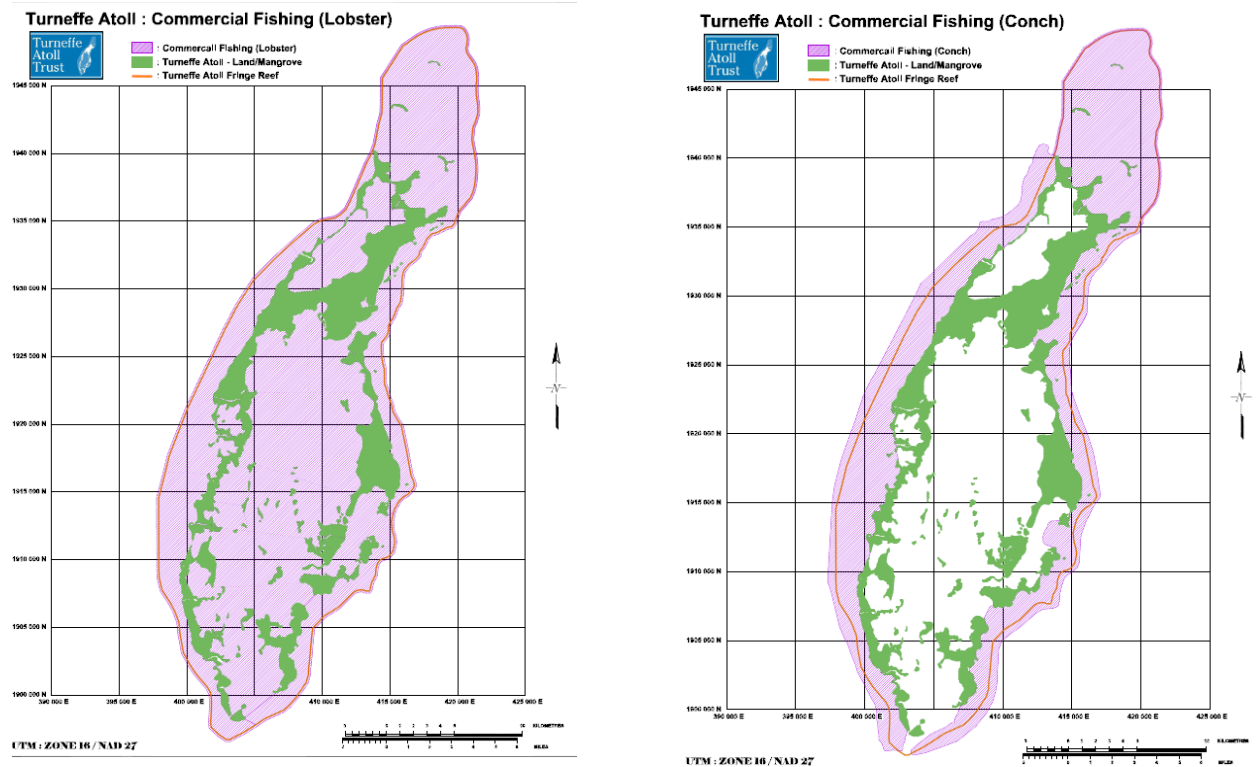 Turneffe Atoll : Commercial Fishing (Lobster)
Turneffe
Atoll
Trust
: Commercail Fishing (Lobster)
: Turneffe Atoll - Land/Mangrove
: Turneffe Atoll Fringe Reef
1945 000 N
1940 000 N
1935 000 N
1930 000 N
1925 000 N
1920 000 N
1915 000 N
1910 000 N
1905 000 N
1900 000 N
390 000 E
395 000 E
400 000 E
410 000 E
415 000 E
420 000 E
425 000 E
N
KILOMETERS
MILES
UTM : ZONE 16 / NAD 27
Turneffe Atoll : Commercial Fishing (Conch)
Turneffe
Atoll
Trust
: Commercail Fishing (Conch)
: Turneffe Atoll - Land/Mangrove
: Turneffe Atoll Fringe Reef
1945 000 N
1940 000 N
1935 000 N
1930 000 N
1925 000 N
1920 000 N
1915 000 N
1910 000 N
1905 000 N
1900 000 N
390 000 E
395 000 E
400 000 E
410 000 E
415 000 E
420 000 E
425 000 E
N
KILOMETERS
MILES
UTM : ZONE 16 / NAD 27